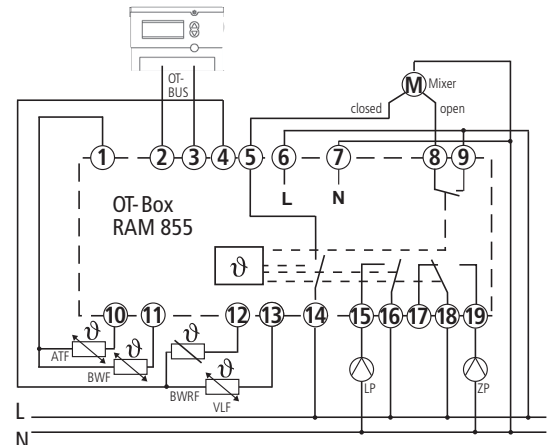 OT-
BUS
M Mixer
closed open
1 2 3 4 5 6 7 8 9
L N
OT-Box
RAM 855
ϑ
10 11 12 13 14 15 16 17 18 19
ϑ ϑ ϑ ϑ
ATF
BWF
BWRF
VLF
LP
ZP
L
N